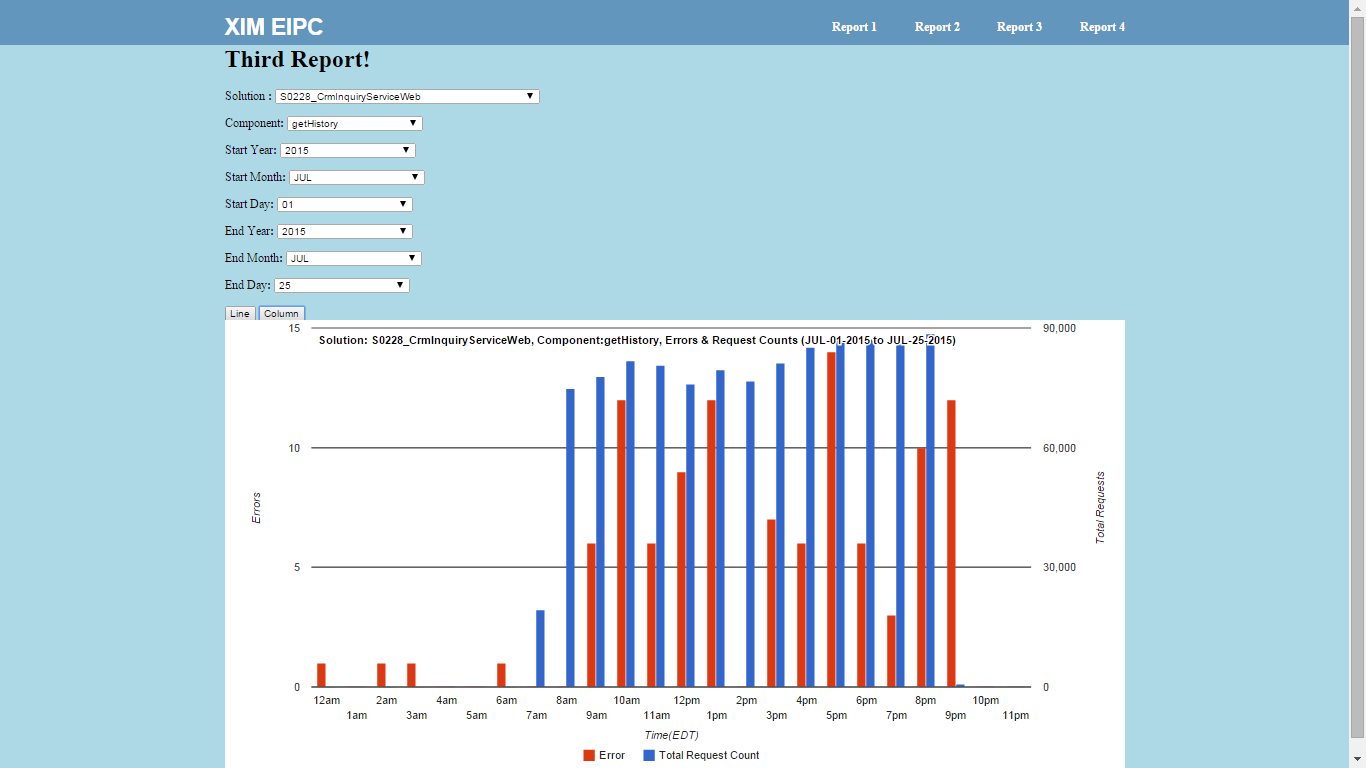 XIM EIPC
Report 1 Report 2 Report 3 Report 4
Third Report!
Solution : S0228_CrmInquiryServiceWeb
Component: getHistory
Start Year: 2015
Start Month: JUL
Start Day: 01
End Year: 2015
End Month: JUL
End Day: 25
Line Column
15 90,000
Solution: S0228_CrmInquiryServiceWeb, Component:getHistory, Errors & Request Counts (JUL-01-2015 to JUL-25-2015)
10 60,000
Errors
Total Requests
5 30,000
0 0
12am 2am 4am 6am 8am 10am 12pm 2pm 4pm 6pm 8pm 10pm
1am 3am 5am 7am 9am 11am 1pm 3pm 5pm 7pm 9pm 11pm
Time(EDT)
Error Total Request Count